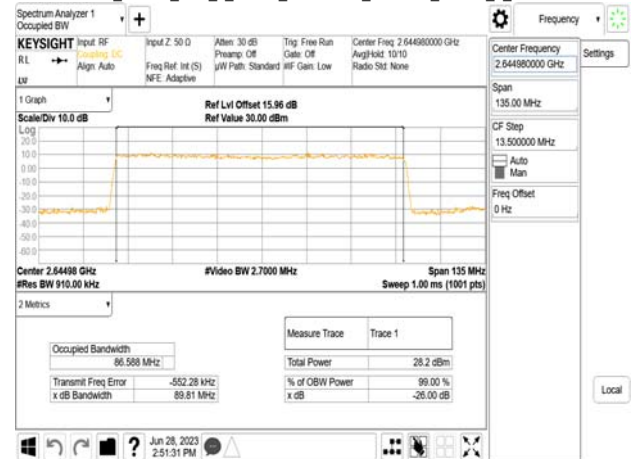 Spectrum Analyzer 1
Occupied BW
Frequency
KEYSIGHT
Input: RF
Coupling: DC
Align: Auto
Input Z: 50 Ω
Freq Ref: Int (S)
NFE: Adaptive
Atten: 30 dB
Preamp: Off
µW Path: Standard
Trig: Free Run
Gate: Off
#IF Gain: Low
Center Freq: 2.644980000 GHz
Avg|Hold: 10/10
Radio Std: None
RL
Center Frequency
2.644980000 GHz
Settings
Span
135.00 MHz
CF Step
13.500000 MHz
Auto
Man
Freq Offset
0 Hz
Local
1 Graph
Scale/Div 10.0 dB
Ref Lvl Offset 15.96 dB
Ref Value 30.00 dBm
Log
20.0
10.0
0.00
-10.0
-20.0
-30.0
-40.0
-50.0
-60.0
Center 2.64498 GHz
#Video BW 2.7000 MHz
Span 135 MHz
#Res BW 910.00 kHz
Sweep 1.00 ms (1001 pts)
2 Metrics
Measure Trace Trace 1
Occupied Bandwidth
86.588 MHz
Total Power 28.2 dBm
Transmit Freq Error -552.28 kHz
% of OBW Power 99.00 %
x dB Bandwidth 89.81 MHz
x dB -26.00 dB
Jun 28, 2023
2:51:31 PM